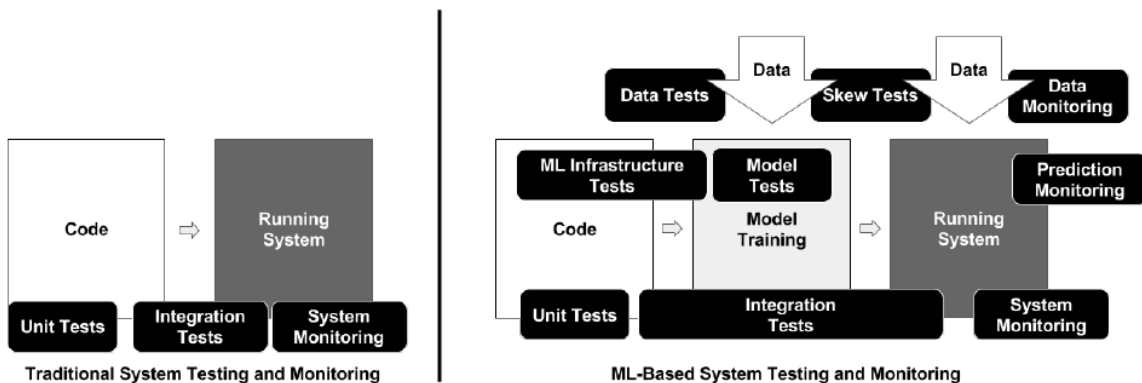 Code
Running
System
Unit Tests
Integration
Tests
System
Monitoring
Traditional System Testing and Monitoring
Data
Data
Data Tests
Skew Tests
Data
Monitoring
ML Infrastructure
Tests
Model
Tests
Prediction
Monitoring
Code
Model
Training
Running
System
Unit Tests
Integration
Tests
System
Monitoring
ML-Based System Testing and Monitoring